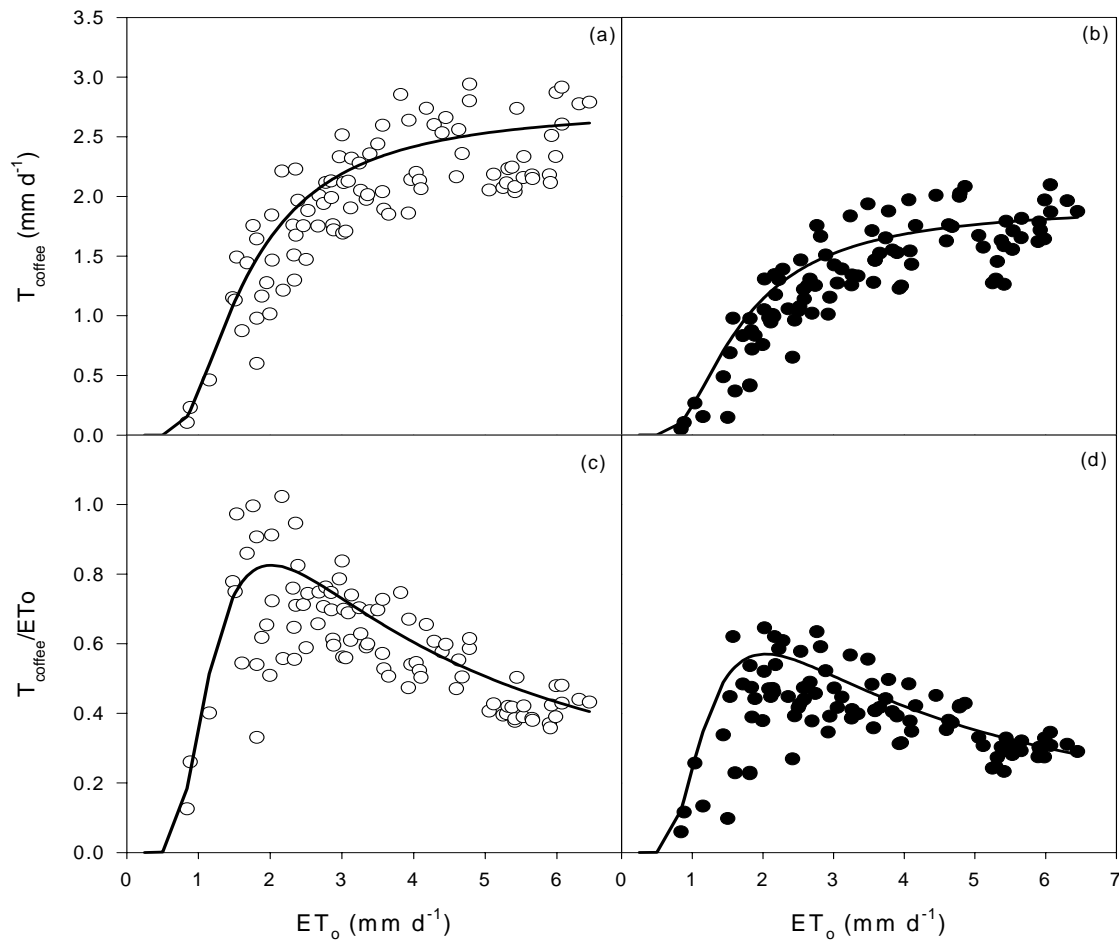 3.5
(a)
(b)
3.0
2.5
2.0
1.5
1.0
0.5
0.0
T_coffee (mm d^-1)
(c)
(d)
1.0
0.8
0.6
0.4
0.2
0.0
T_coffee/ETo
0 1 2 3 4 5 6 0 1 2 3 4 5 6 7
ET_o (mm d^-1) ET_o (mm d^-1)